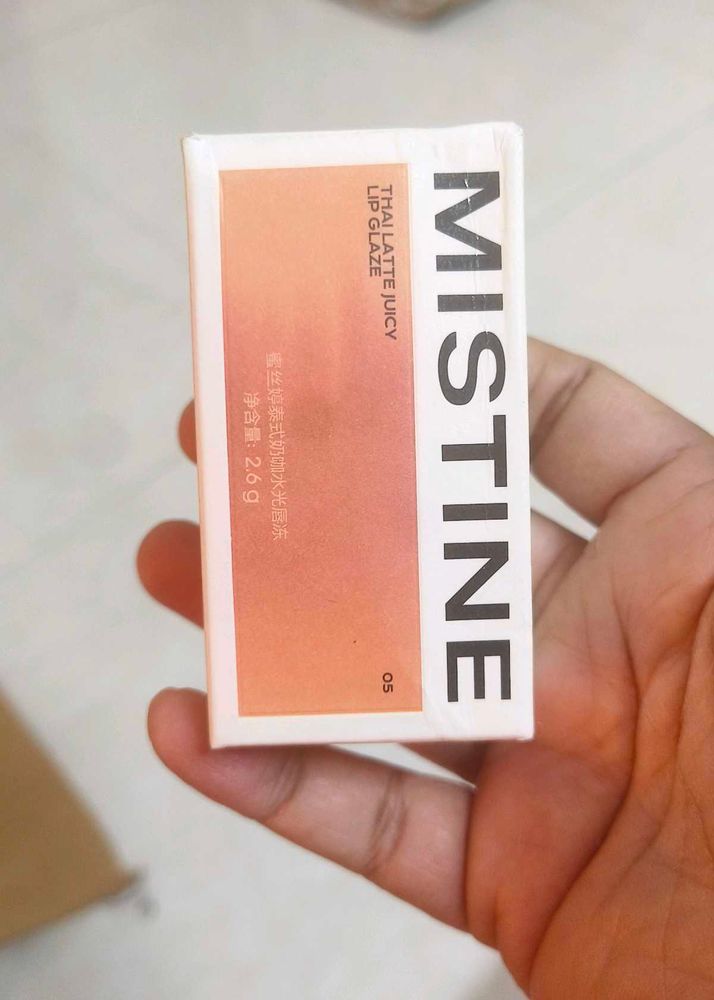 MISTINE
THAI LATTE JUICY
LIP GLAZE
05
蜜丝婷泰式奶咖水光唇冻
净含量: 2.6g